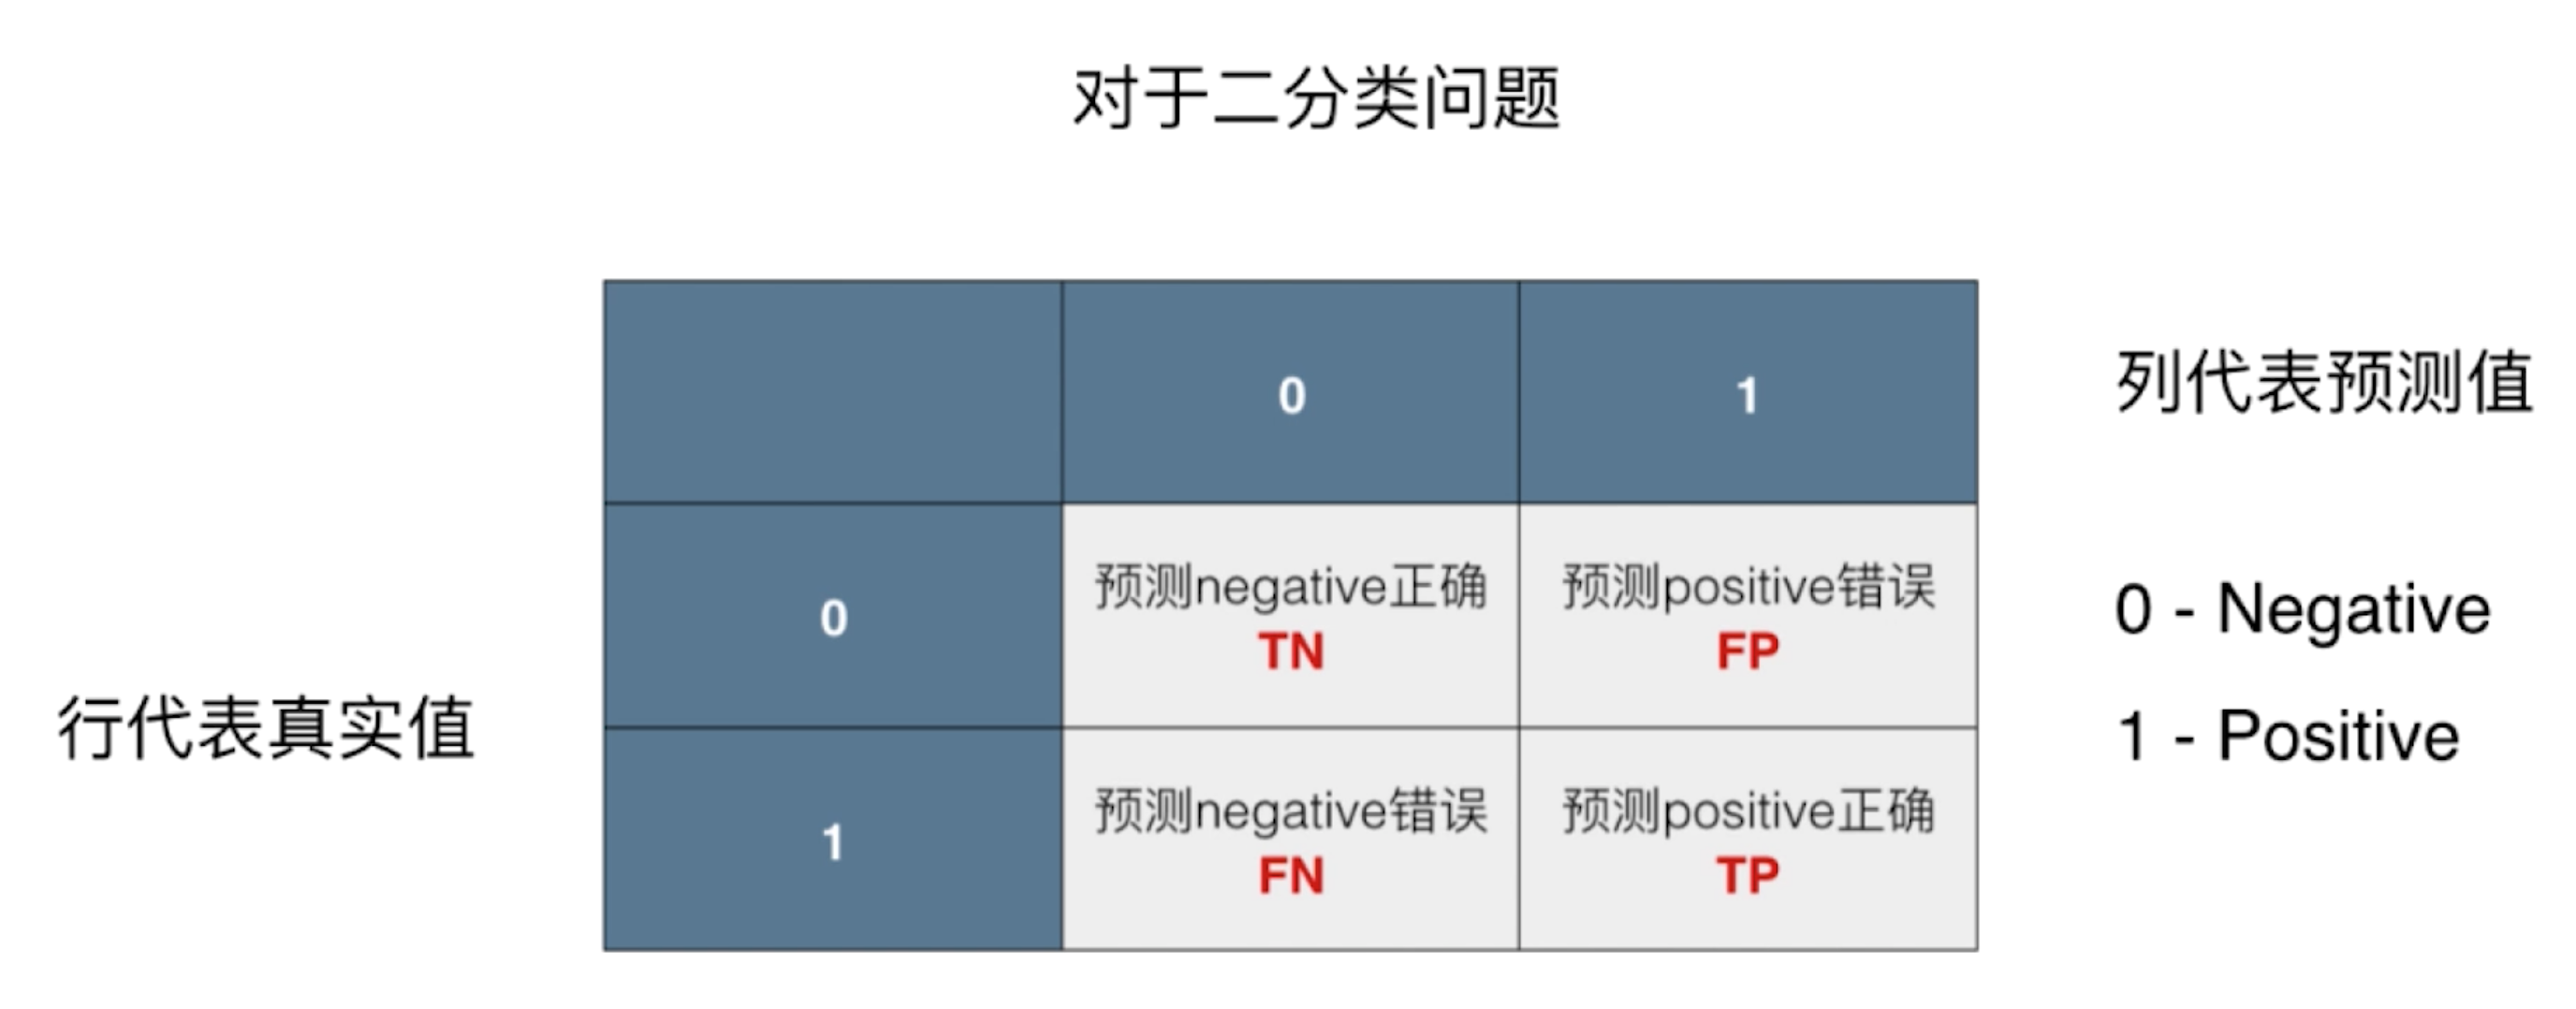 对于二分类问题
0
1
列代表预测值
0
预测negative正确
TN
预测positive错误
FP
0 - Negative
行代表真实值
1 - Positive
1
预测negative错误
FN
预测positive正确
TP